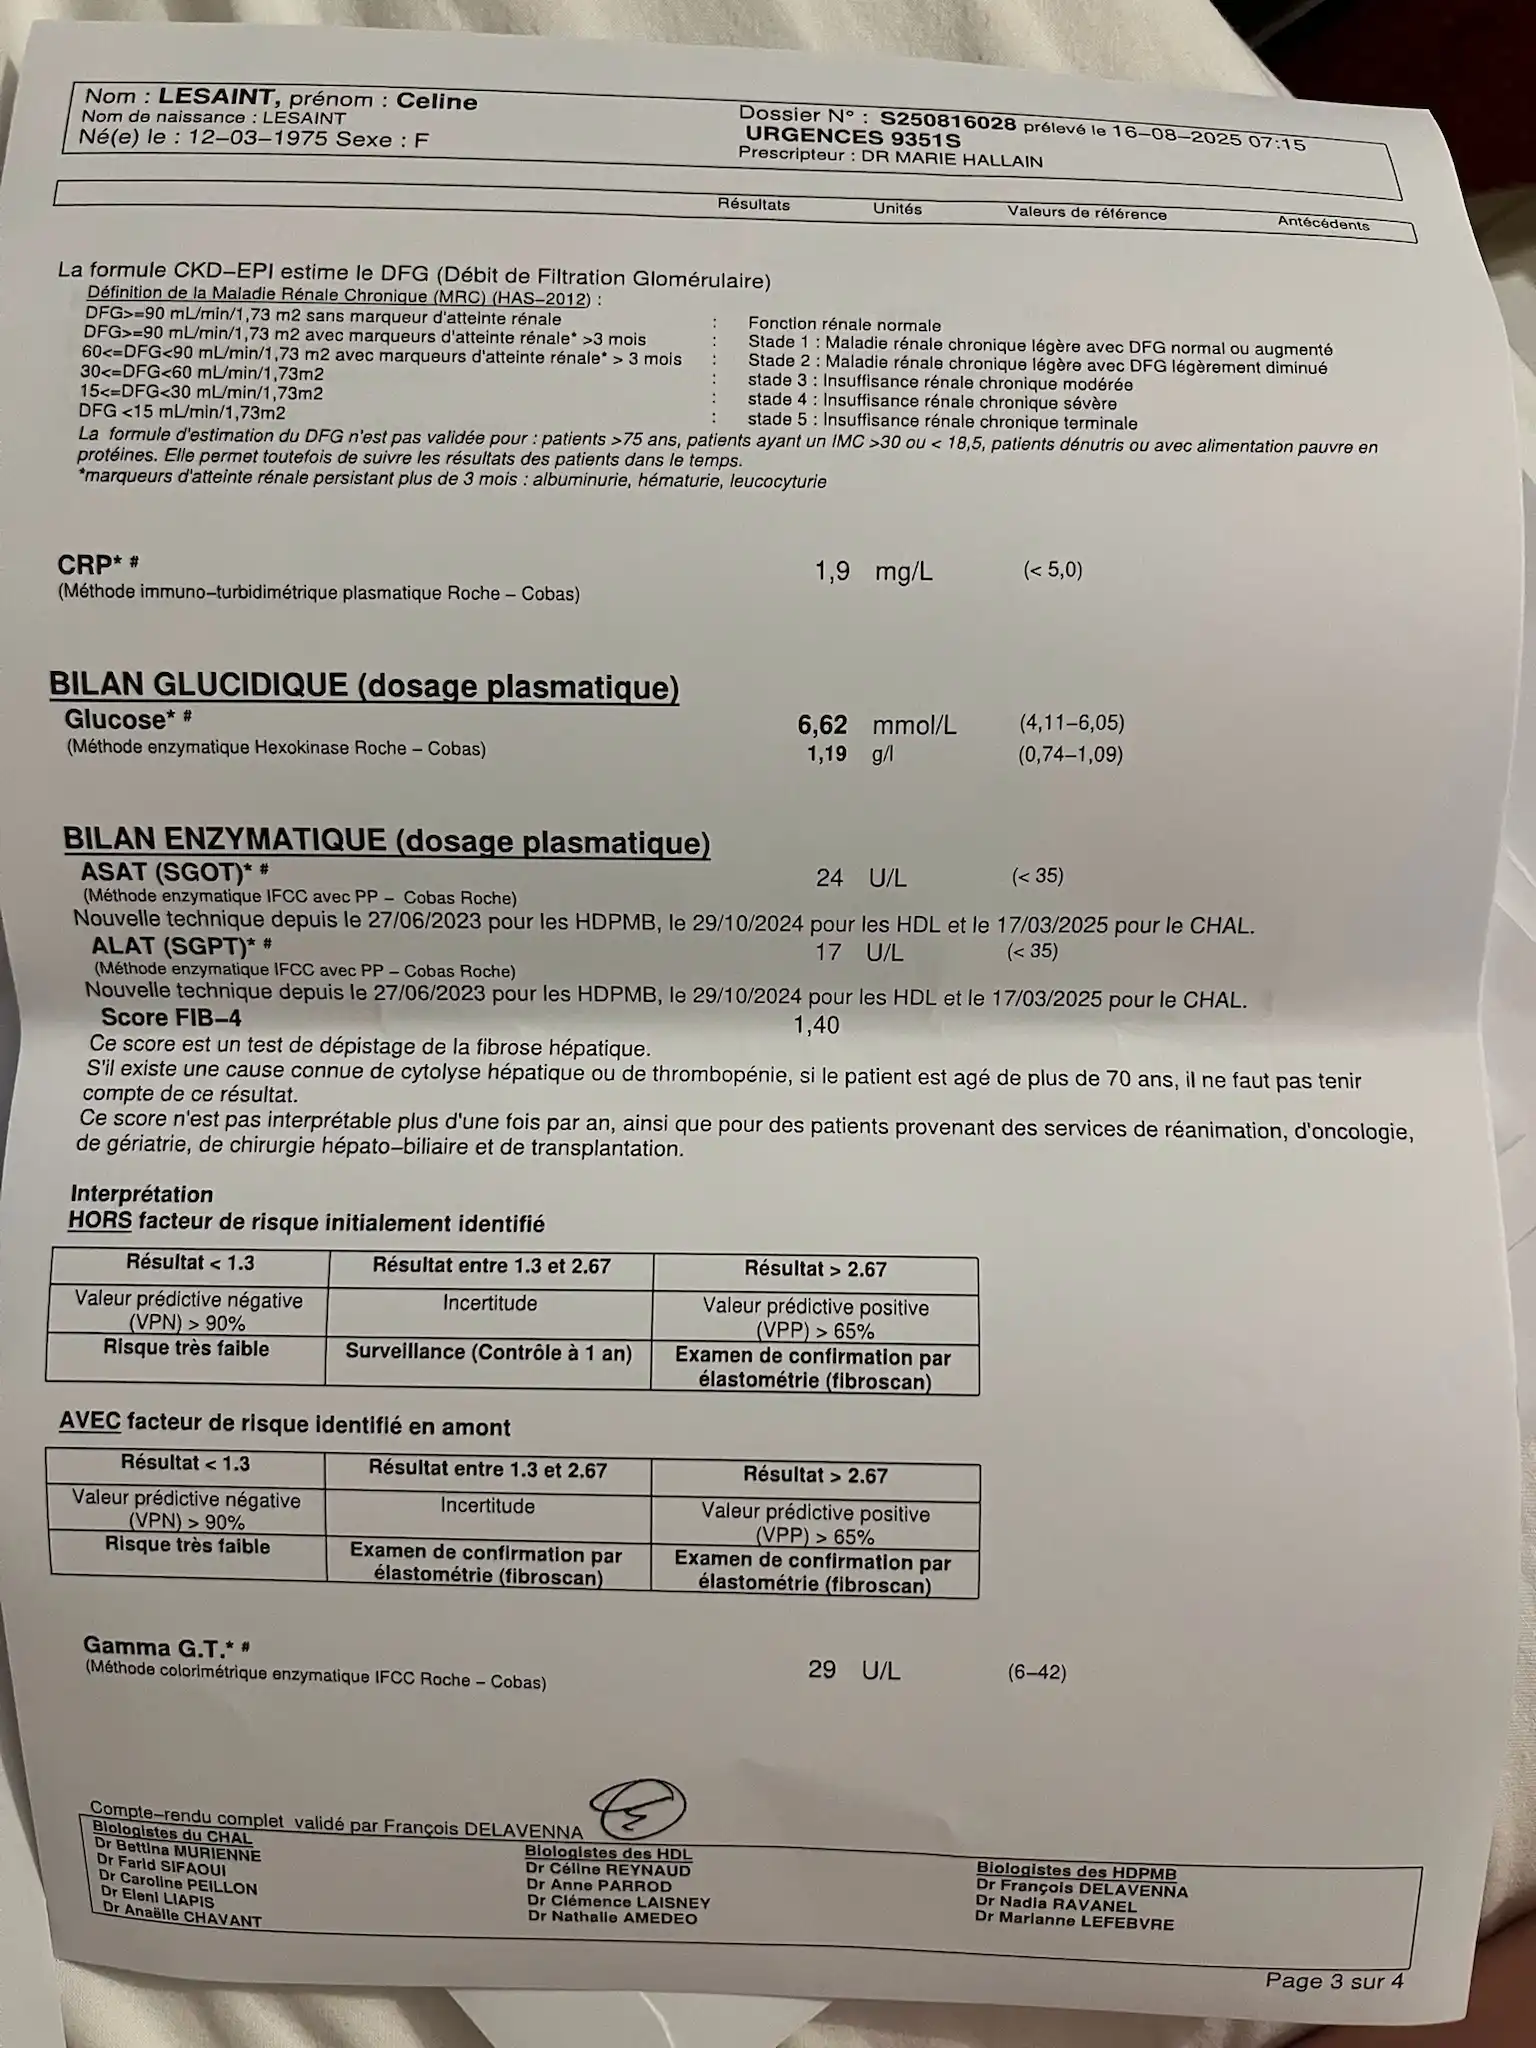 Nom : LESAINT, prénom : Celine
Nom de naissance : LESAINT
Né(e) le : 12-03-1975 Sexe : F
Dossier N° : S250816028 prélevé le 16-08-2025 07:15
URGENCES 9351S
Prescripteur : DR MARIE HALLAIN
Résultats Unités Valeurs de référence Antécédents
La formule CKD-EPI estime le DFG (Débit de Filtration Glomérulaire)
Définition de la Maladie Rénale Chronique (MRC) (HAS-2012) :
DFG>=90 mL/min/1,73 m2 sans marqueur d'atteinte rénale : Fonction rénale normale
DFG>=90 mL/min/1,73 m2 avec marqueurs d'atteinte rénale* >3 mois : Stade 1 : Maladie rénale chronique légère avec DFG normal ou augmenté
60<=DFG<90 mL/min/1,73 m2 avec marqueurs d'atteinte rénale* > 3 mois : Stade 2 : Maladie rénale chronique légère avec DFG légèrement diminué
30<=DFG<60 mL/min/1,73m2 : stade 3 : Insuffisance rénale chronique modérée
15<=DFG<30 mL/min/1,73m2 : stade 4 : Insuffisance rénale chronique sévère
DFG <15 mL/min/1,73m2 : stade 5 : Insuffisance rénale chronique terminale
La formule d'estimation du DFG n'est pas validée pour : patients >75 ans, patients ayant un IMC >30 ou < 18,5, patients dénutris ou avec alimentation pauvre en
protéines. Elle permet toutefois de suivre les résultats des patients dans le temps.
*marqueurs d'atteinte rénale persistant plus de 3 mois : albuminurie, hématurie, leucocyturie
CRP* # 1,9 mg/L (< 5,0)
(Méthode immuno-turbidimétrique plasmatique Roche - Cobas)
BILAN GLUCIDIQUE (dosage plasmatique)
Glucose* # 6,62 mmol/L (4,11-6,05)
(Méthode enzymatique Hexokinase Roche - Cobas) 1,19 g/l (0,74-1,09)
BILAN ENZYMATIQUE (dosage plasmatique)
ASAT (SGOT)* # 24 U/L (< 35)
(Méthode enzymatique IFCC avec PP - Cobas Roche)
Nouvelle technique depuis le 27/06/2023 pour les HDPMB, le 29/10/2024 pour les HDL et le 17/03/2025 pour le CHAL.
ALAT (SGPT)* # 17 U/L (< 35)
(Méthode enzymatique IFCC avec PP - Cobas Roche)
Nouvelle technique depuis le 27/06/2023 pour les HDPMB, le 29/10/2024 pour les HDL et le 17/03/2025 pour le CHAL.
Score FIB-4 1,40
Ce score est un test de dépistage de la fibrose hépatique.
S'il existe une cause connue de cytolyse hépatique ou de thrombopénie, si le patient est agé de plus de 70 ans, il ne faut pas tenir
compte de ce résultat.
Ce score n'est pas interprétable plus d'une fois par an, ainsi que pour des patients provenant des services de réanimation, d'oncologie,
de gériatrie, de chirurgie hépato-biliaire et de transplantation.
Interprétation
HORS facteur de risque initialement identifié
Résultat < 1.3 Résultat entre 1.3 et 2.67 Résultat > 2.67
Valeur prédictive négative Incertitude Valeur prédictive positive
(VPN) > 90% (VPP) > 65%
Risque très faible Surveillance (Contrôle à 1 an) Examen de confirmation par
élastométrie (fibroscan)
AVEC facteur de risque identifié en amont
Résultat < 1.3 Résultat entre 1.3 et 2.67 Résultat > 2.67
Valeur prédictive négative Incertitude Valeur prédictive positive
(VPN) > 90% (VPP) > 65%
Risque très faible Examen de confirmation par Examen de confirmation par
élastométrie (fibroscan) élastométrie (fibroscan)
Gamma G.T.* # 29 U/L (6-42)
(Méthode colorimétrique enzymatique IFCC Roche - Cobas)
Compte-rendu complet validé par François DELAVENNA
Biologistes du CHAL
Dr Bettina MURIENNE
Dr Farid SIFAOUI
Dr Caroline PEILLON
Dr Eleni LIAPIS
Dr Anaëlle CHAVANT
Biologistes des HDL
Dr Céline REYNAUD
Dr Anne PARROD
Dr Clémence LAISNEY
Dr Nathalie AMEDEO
Biologistes des HDPMB
Dr François DELAVENNA
Dr Nadia RAVANEL
Dr Marianne LEFEBVRE
Page 3 sur 4